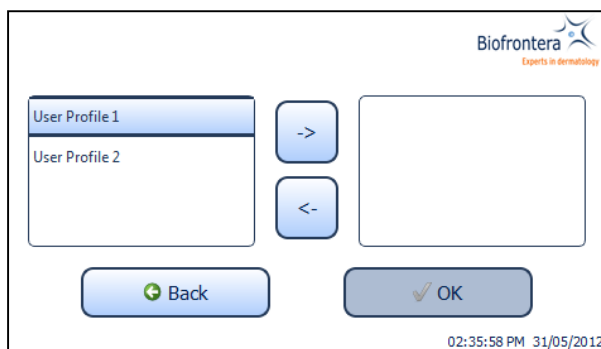 Biofrontera
Experts in dermatology
User Profile 1
->
User Profile 2
<-
Back
OK
02:35:58 PM 31/05/2012